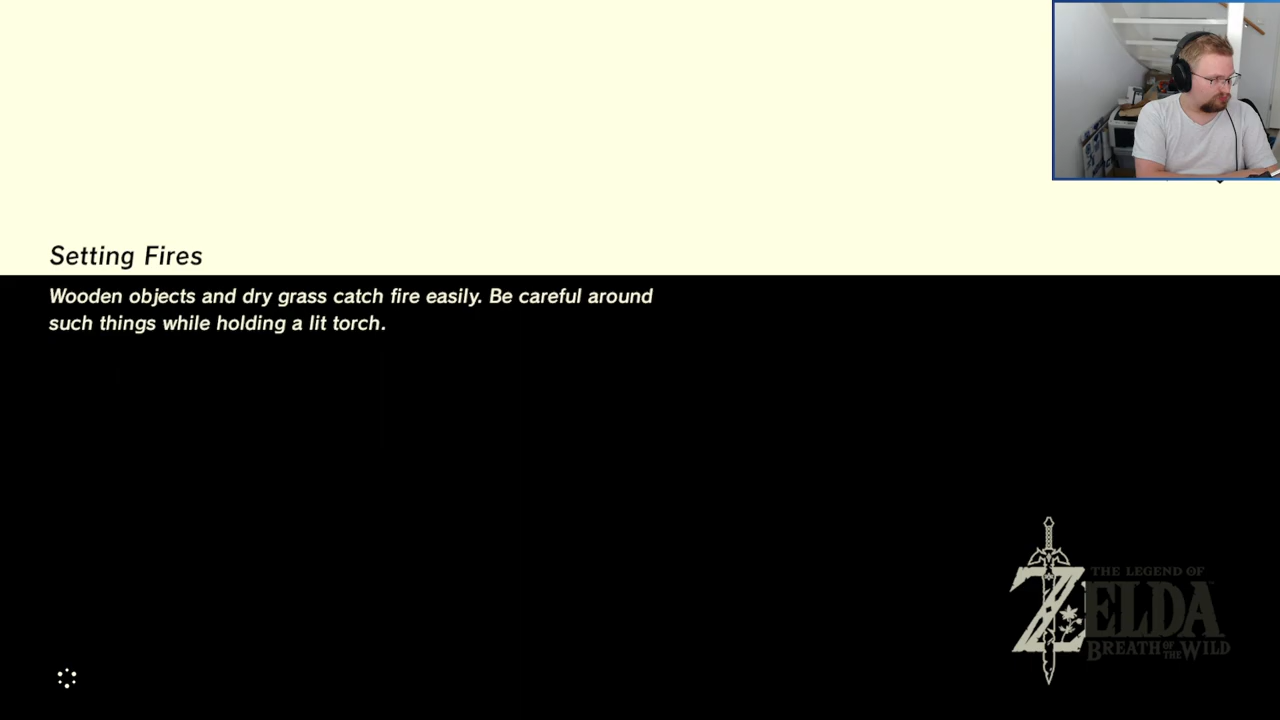 Setting Fires
Wooden objects and dry grass catch fire easily. Be careful around
such things while holding a lit torch.
THE LEGEND OF
ZELDA
BREATH OF THE WILD